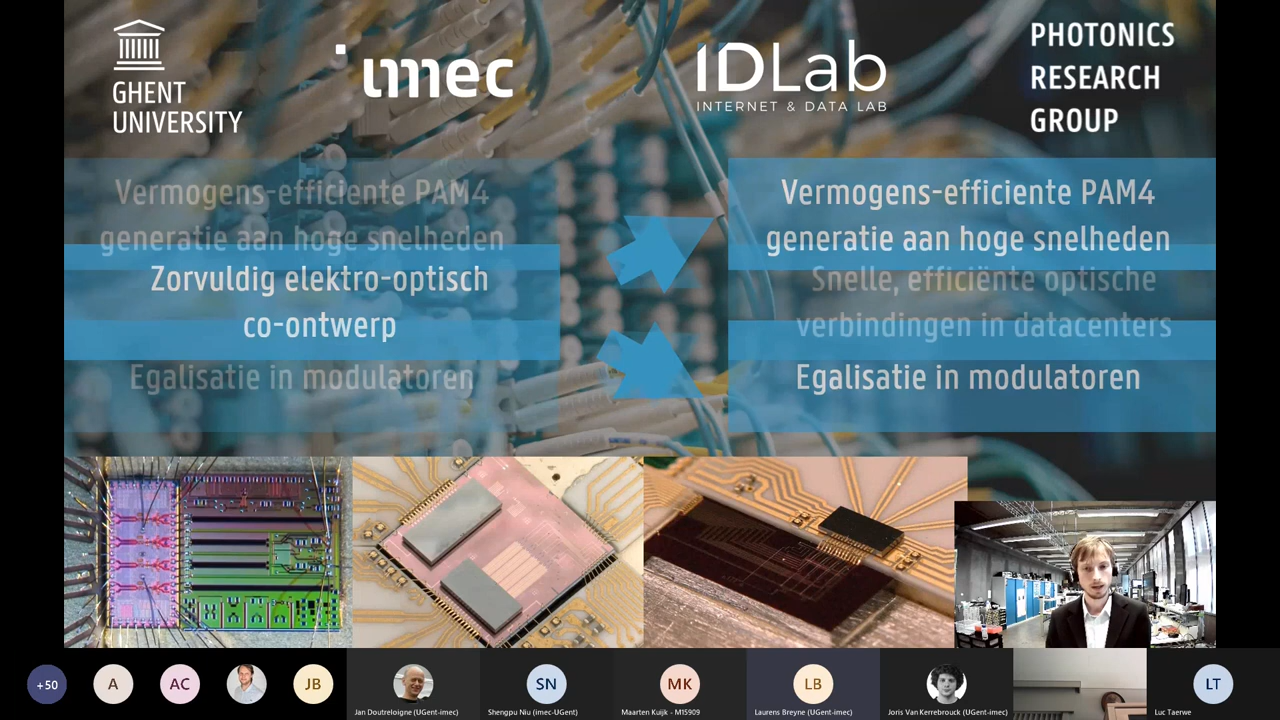 GHENT
UNIVERSITY
imec
IDLab
INTERNET & DATA LAB
PHOTONICS
RESEARCH
GROUP
Vermogens-efficiente PAM4
generatie aan hoge snelheden
Zorvuldig elektro-optisch
co-ontwerp
Egalisatie in modulatoren
Vermogens-efficiente PAM4
generatie aan hoge snelheden
Snelle, efficiënte optische
verbindingen in datacenters
Egalisatie in modulatoren
+50
A
AC
JB
Jan Doutreloigne (UGent-imec)
SN
Shengpu Niu (imec-UGent)
MK
Maarten Kuijk - M15909
LB
Laurens Breyne (UGent-imec)
Joris Van Kerrebrouck (UGent-imec)
LT
Luc Taerwe